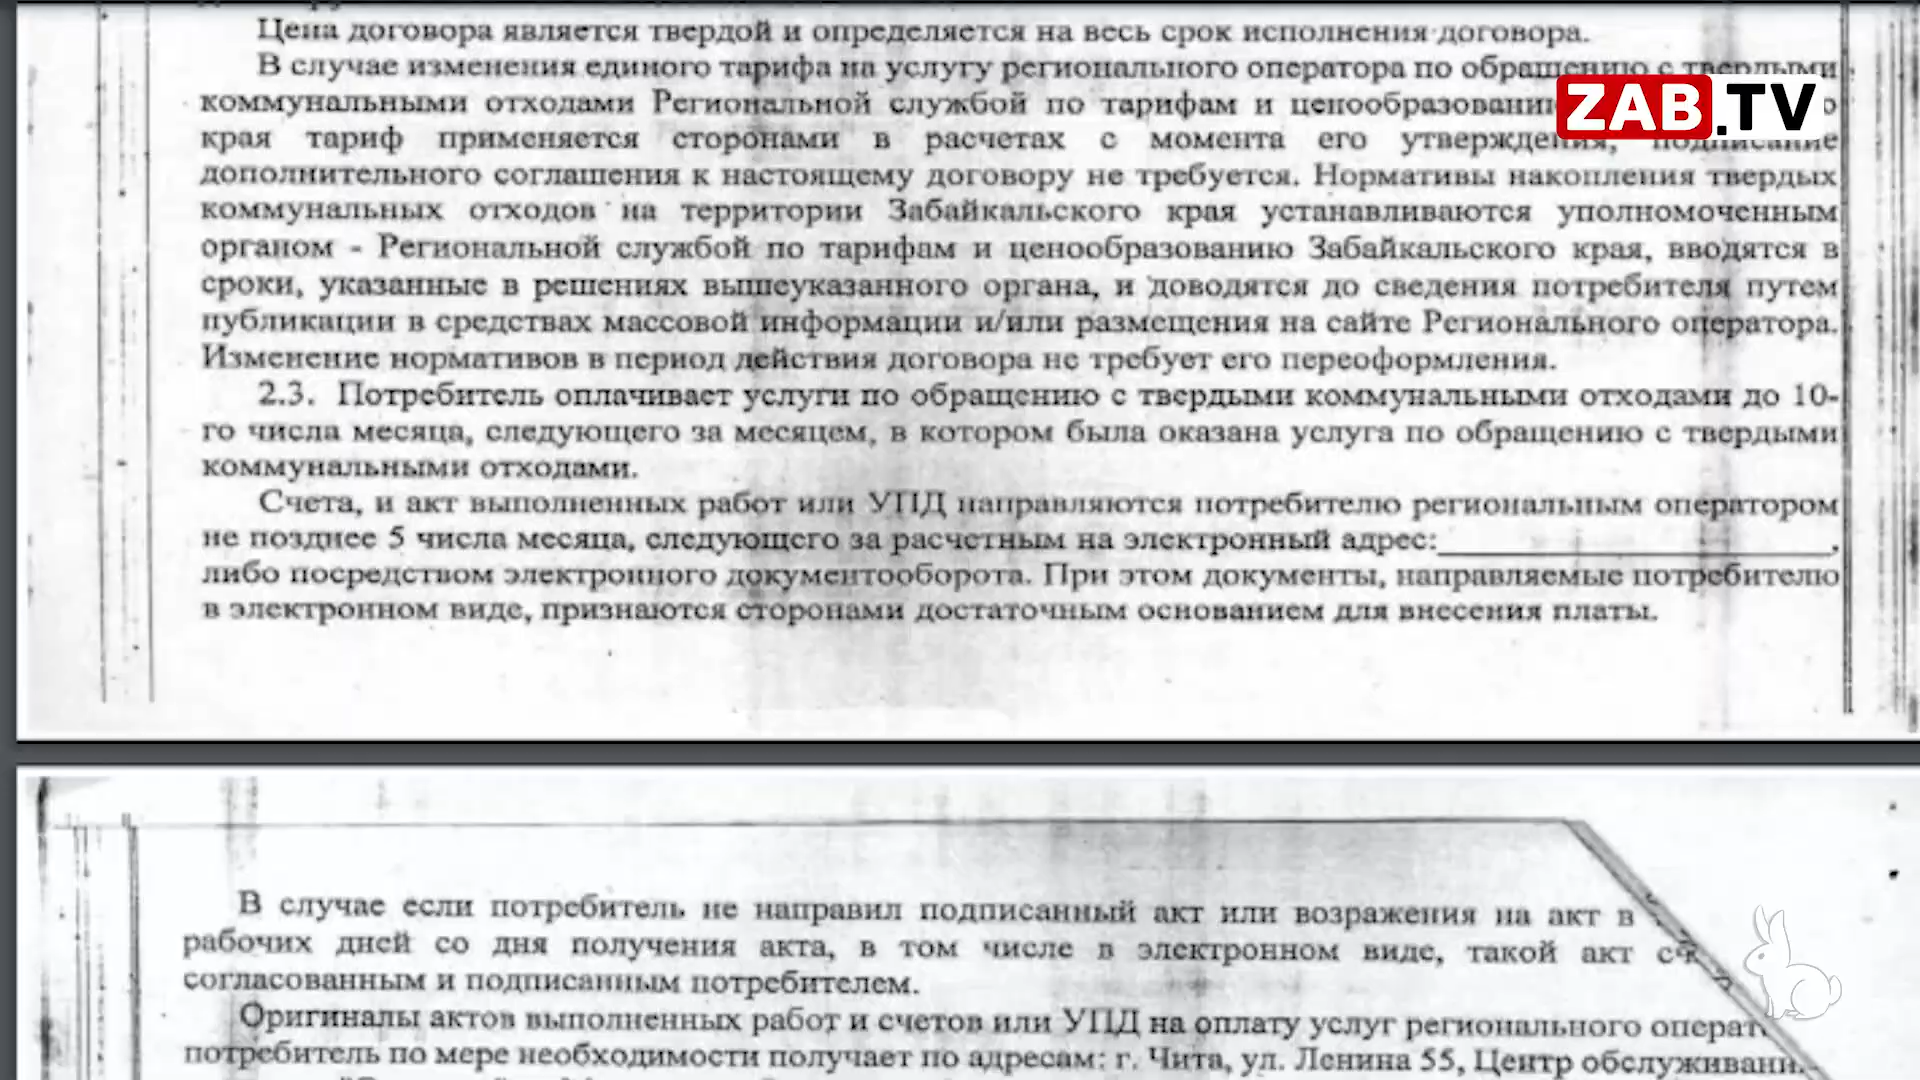 Цена договора является твердой и определяется на весь срок исполнения договора.
В случае изменения единого тарифа на услугу регионального оператора по обращению с твердыми
коммунальными отходами Региональной службой по тарифам и ценообразованию
ZAB.TV
края тариф применяется сторонами в расчетах с момента его утверждения, подписание
дополнительного соглашения к настоящему договору не требуется. Нормативы накопления твердых
коммунальных отходов на территории Забайкальского края устанавливаются уполномоченным
органом - Региональной службой по тарифам и ценообразованию Забайкальского края, вводятся в
сроки, указанные в решениях вышеуказанного органа, и доводятся до сведения потребителя путем
публикации в средствах массовой информации и/или размещения на сайте Регионального оператора.
Изменение нормативов в период действия договора не требует его переоформления.
2.3. Потребитель оплачивает услуги по обращению с твердыми коммунальными отходами до 10-
го числа месяца, следующего за месяцем, в котором была оказана услуга по обращению с твердыми
коммунальными отходами.
Счета, и акт выполненных работ или УПД направляются потребителю региональным оператором
не позднее 5 числа месяца, следующего за расчетным на электронный адрес:____________________,
либо посредством электронного документооборота. При этом документы, направляемые потребителю
в электронном виде, признаются сторонами достаточным основанием для внесения платы.
В случае если потребитель не направил подписанный акт или возражения на акт в
рабочих дней со дня получения акта, в том числе в электронном виде, такой акт
согласованным и подписанным потребителем.
Оригиналы актов выполненных работ и счетов или УПД на оплату услуг регионального
потребитель по мере необходимости получает по адресам: г. Чита, ул. Ленина 55, Центр